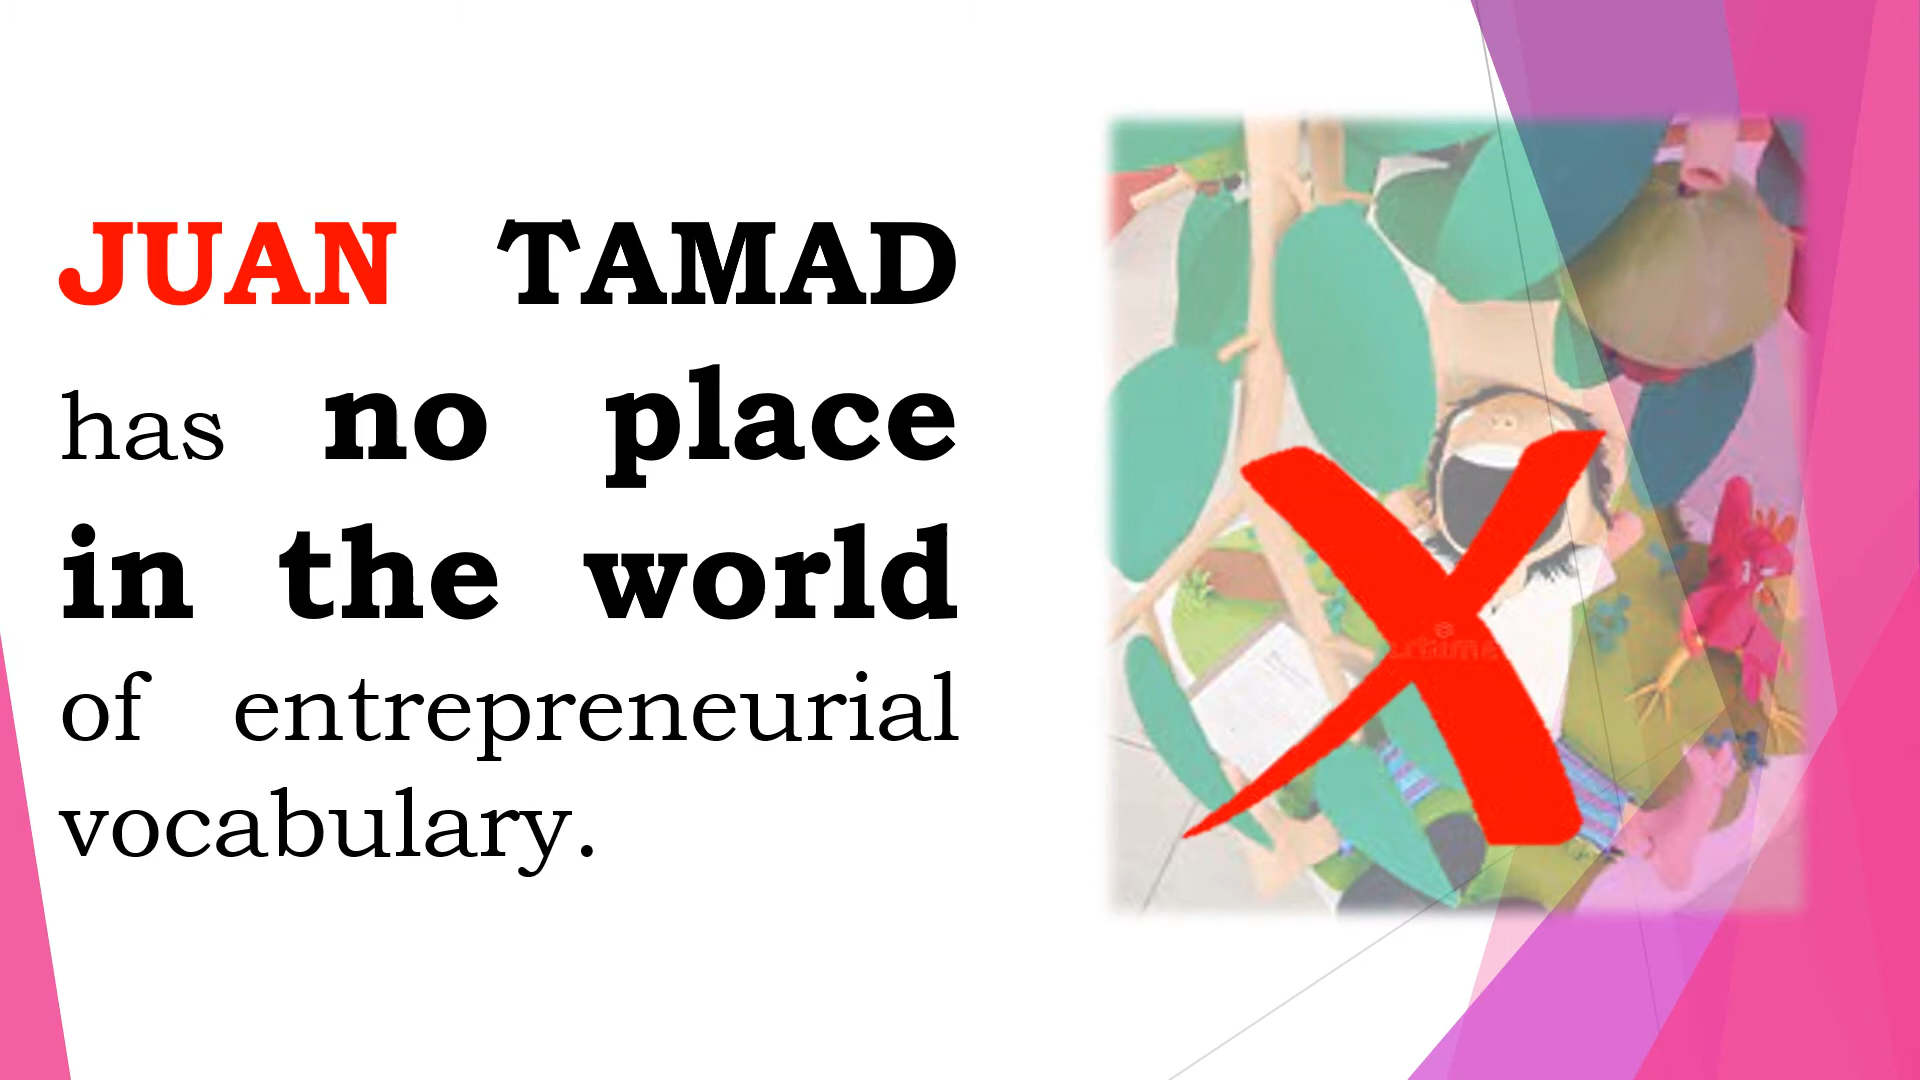 JUAN TAMAD
has no place
in the world
of entrepreneurial
vocabulary.